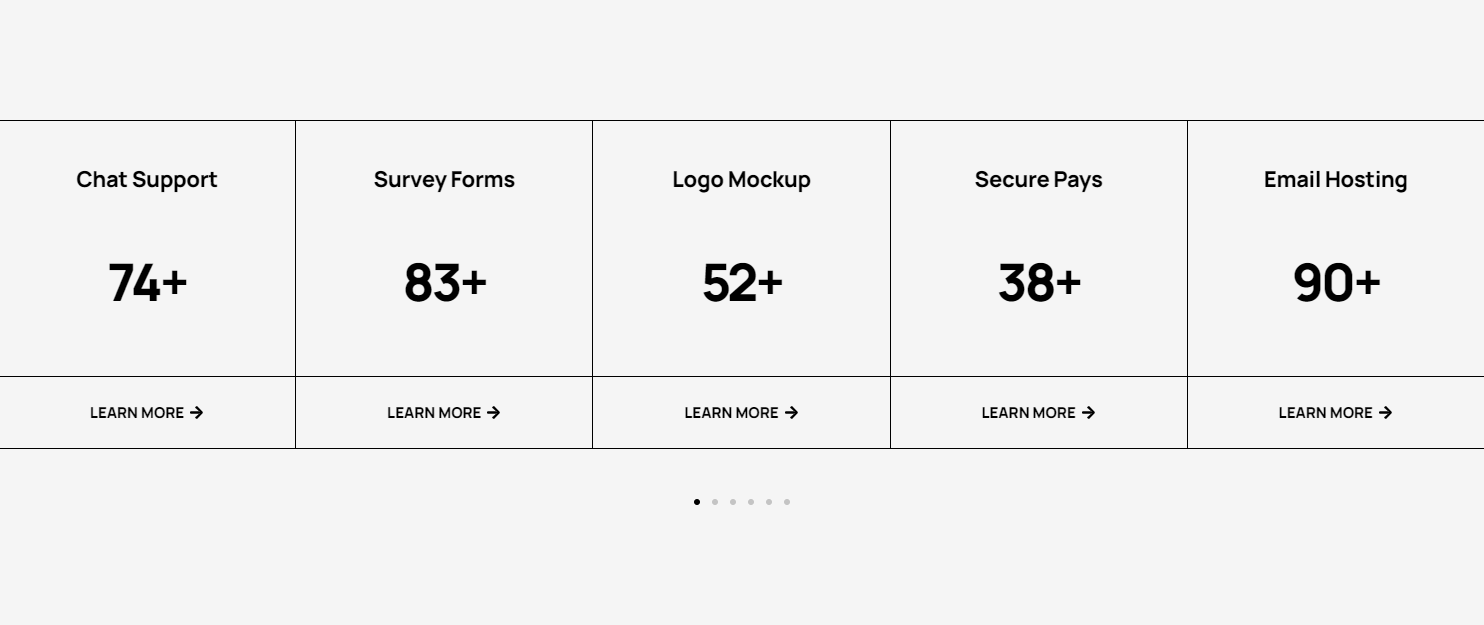 Chat Support
74+
LEARN MORE →
Survey Forms
83+
LEARN MORE →
Logo Mockup
52+
LEARN MORE →
Secure Pays
38+
LEARN MORE →
Email Hosting
90+
LEARN MORE →